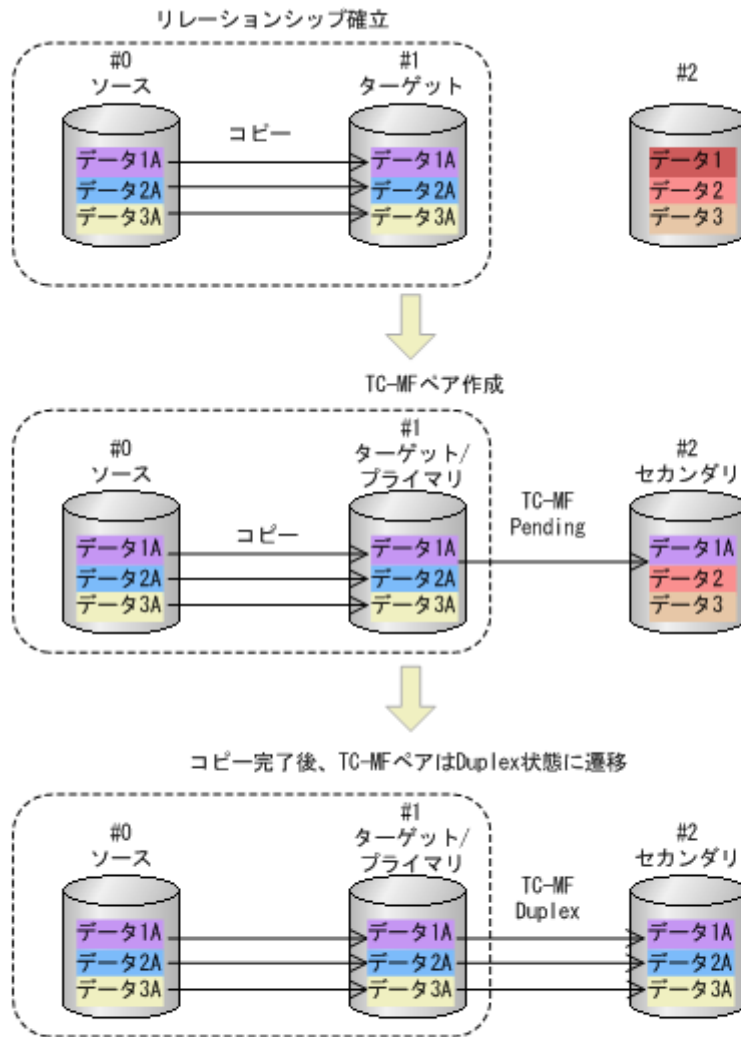 リレーションシップ確立
#0
ソース
#1
ターゲット
#2
コピー
データ1A
データ2A
データ3A
データ1A
データ2A
データ3A
データ1
データ2
データ3
TC-MFペア作成
#0
ソース
#1
ターゲット/
プライマリ
#2
セカンダリ
コピー
TC-MF
Pending
データ1A
データ2A
データ3A
データ1A
データ2A
データ3A
データ1A
データ2
データ3
コピー完了後、TC-MFペアはDuplex状態に遷移
#0
ソース
#1
ターゲット/
プライマリ
#2
セカンダリ
TC-MF
Duplex
データ1A
データ2A
データ3A
データ1A
データ2A
データ3A
データ1A
データ2A
データ3A